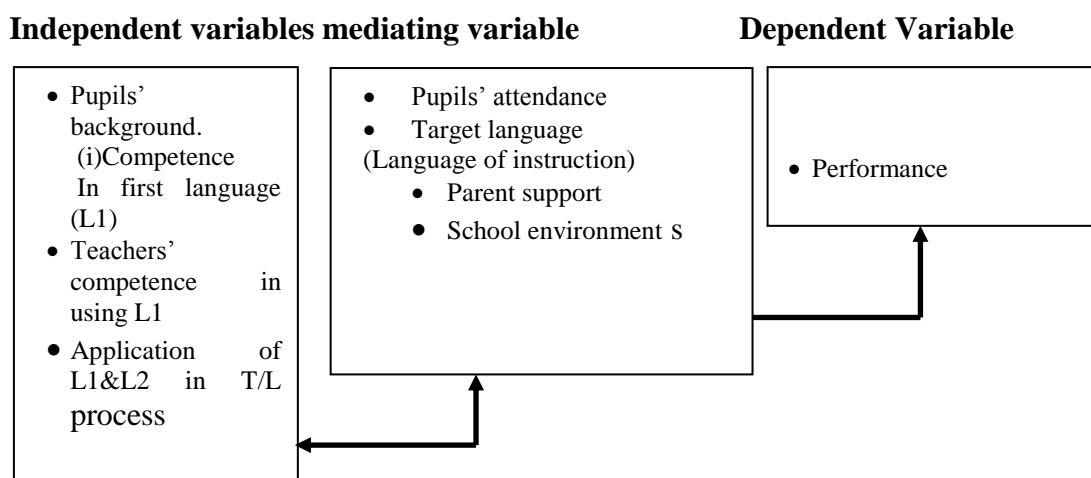 Independent variables mediating variable Dependent Variable
• Pupils’
background.
(i)Competence
In first language
(L1)
• Teachers’
competence in
using L1
• Application of
L1&L2 in T/L
process
• Pupils’ attendance
• Target language
(Language of instruction)
• Parent support
• School environment s
• Performance